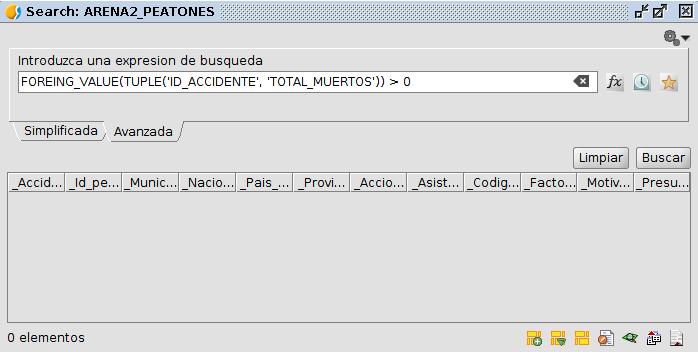 Search: ARENA2_PEATONES
Introduzca una expresion de busqueda
FOREING_VALUE(TUPLE('ID_ACCIDENTE', 'TOTAL_MUERTOS')) > 0
fx
Simplificada Avanzada
Limpiar Buscar
_Accid... _Id_pe... _Munic... _Nacio... _Pais_... _Provi... _Accio... _Asist... _Codig... _Facto... _Motiv... _Presu...
0 elementos